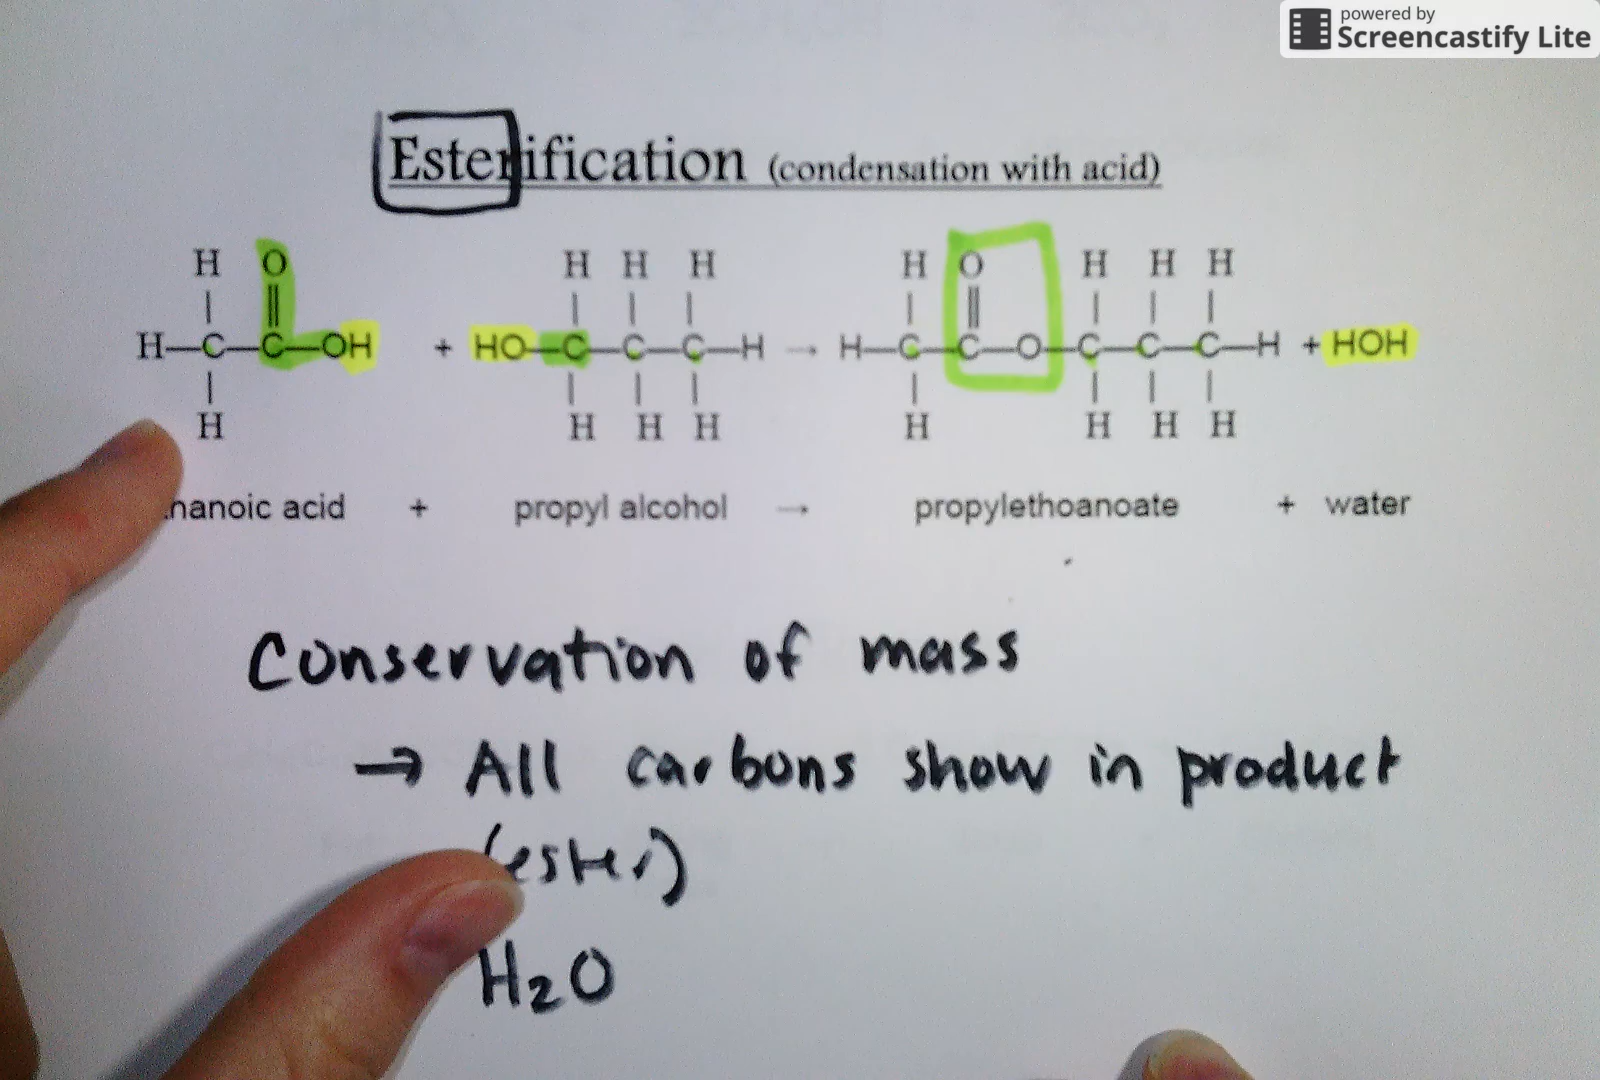 powered by
Screencastify Lite
Esterification (condensation with acid)
H O H H H H O H H H
H—C—C—OH + HO—C—C—C—H → H—C—C—O—C—C—C—H + HOH
H H H H H H H H
nanoic acid + propyl alcohol → propylethoanoate + water
Conservation of mass
→ All carbons show in product
(ester)
H₂O